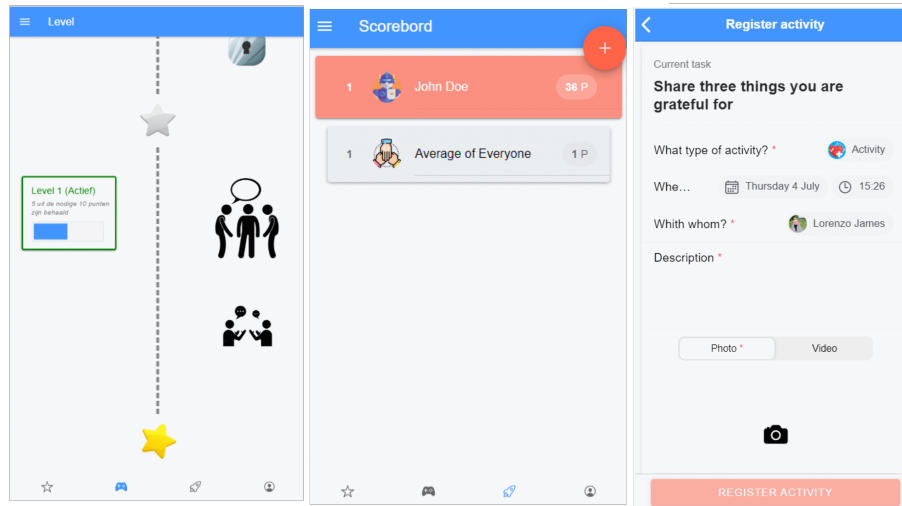 Level
Level 1 (Actief)
5 uit de nodige 10 punten
zijn behaald
Scorebord
+
1 John Doe 36 P
1 Average of Everyone 1 P
Register activity
Current task
Share three things you are
grateful for
What type of activity? * Activity
Whe... Thursday 4 July 15:26
Whith whom? * Lorenzo James
Description *
Photo * Video
REGISTER ACTIVITY